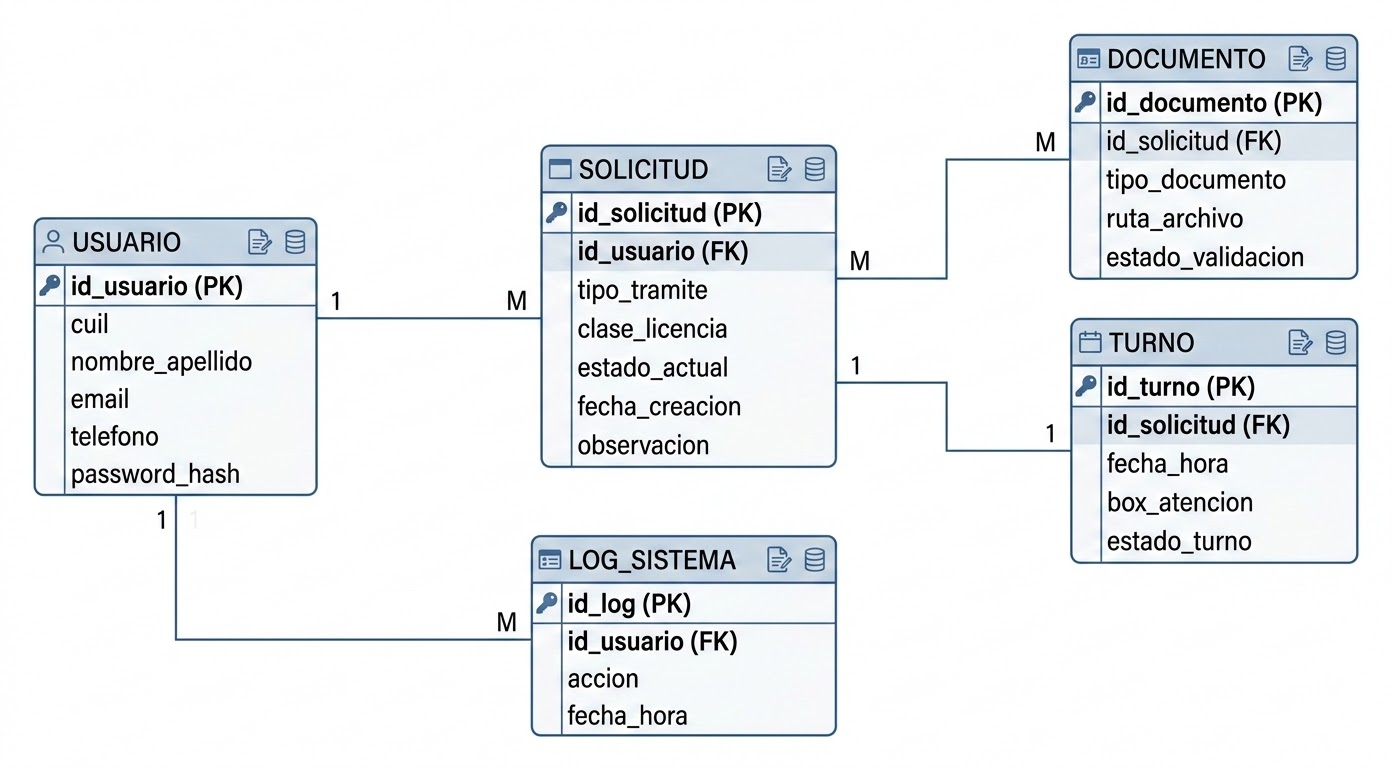 USUARIO
id_usuario (PK)
cuil
nombre_apellido
email
telefono
password_hash
1
M
1
1
SOLICITUD
id_solicitud (PK)
id_usuario (FK)
tipo_tramite
clase_licencia
estado_actual
fecha_creacion
observacion
M
M
1
1
DOCUMENTO
id_documento (PK)
id_solicitud (FK)
tipo_documento
ruta_archivo
estado_validacion
TURNO
id_turno (PK)
id_solicitud (FK)
fecha_hora
box_atencion
estado_turno
M
LOG_SISTEMA
id_log (PK)
id_usuario (FK)
accion
fecha_hora